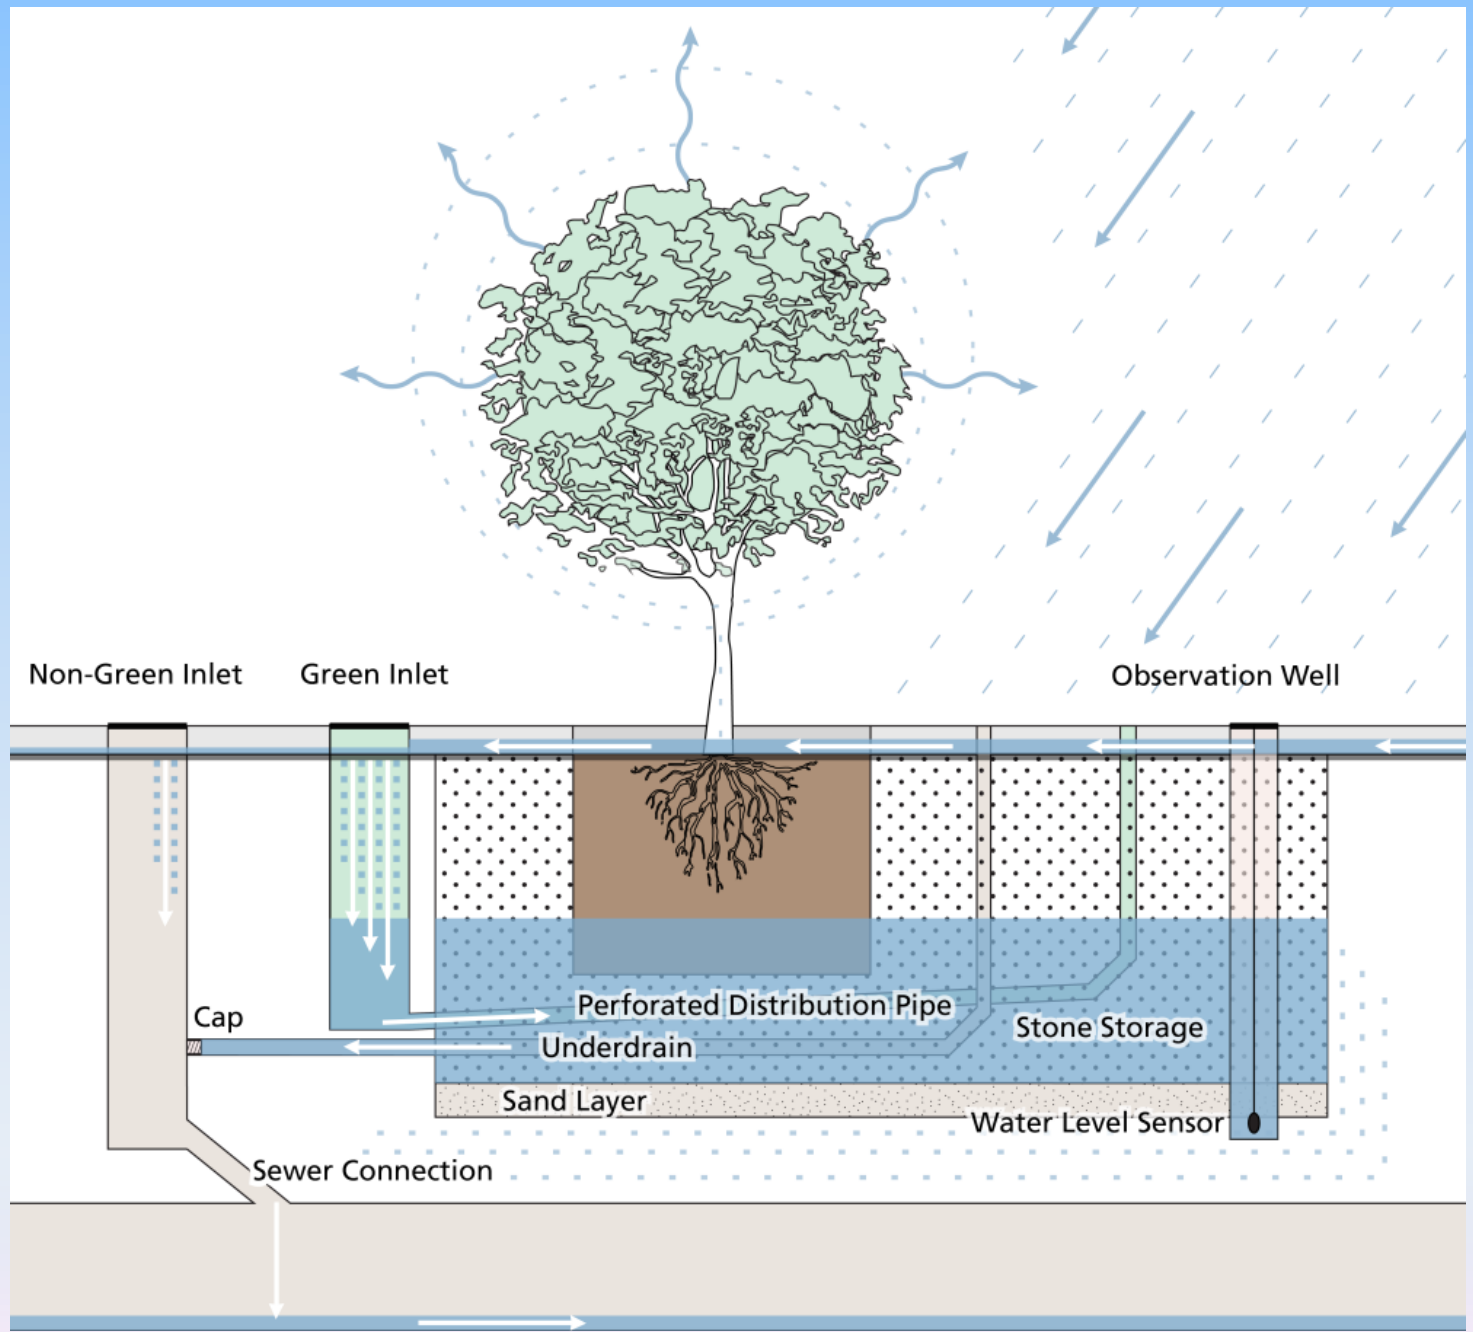 Non-Green Inlet
Green Inlet
Observation Well
Perforated Distribution Pipe
Cap
Stone Storage
Underdrain
Sand Layer
Water Level Sensor
Sewer Connection